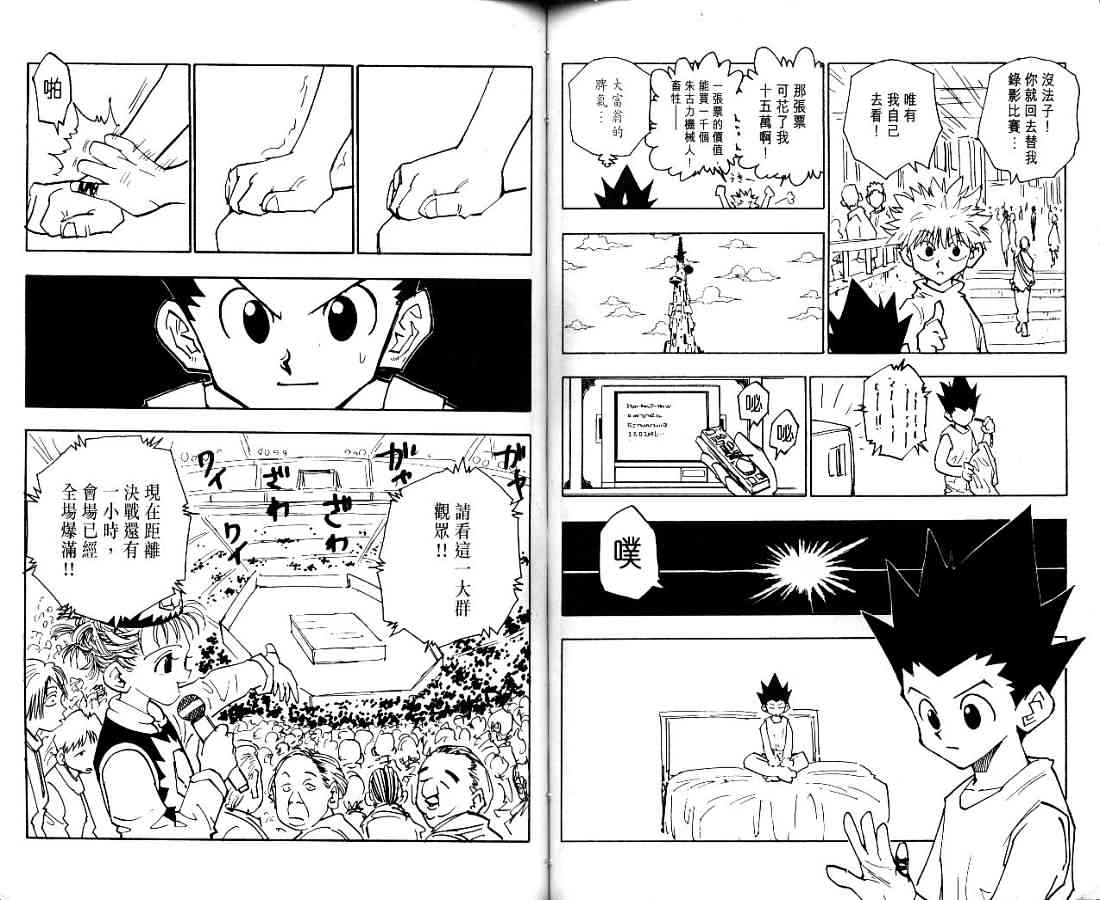 沒法子！
你就回去替我
錄影比賽…
唯有
我自己
去看！
那張票
可花了我
十五萬啊！
一張票的價值
能買一千個
朱古力機械人！
畜牲——
大富翁的
脾氣…
嗶
嗶
噗
啪
請看這一大群
觀眾!!
現在距離
決戰還有
一小時，
會場已經
全場爆滿!!
ワイ
ざわ
ガヤ
ガヤ
ざわ
ワイ